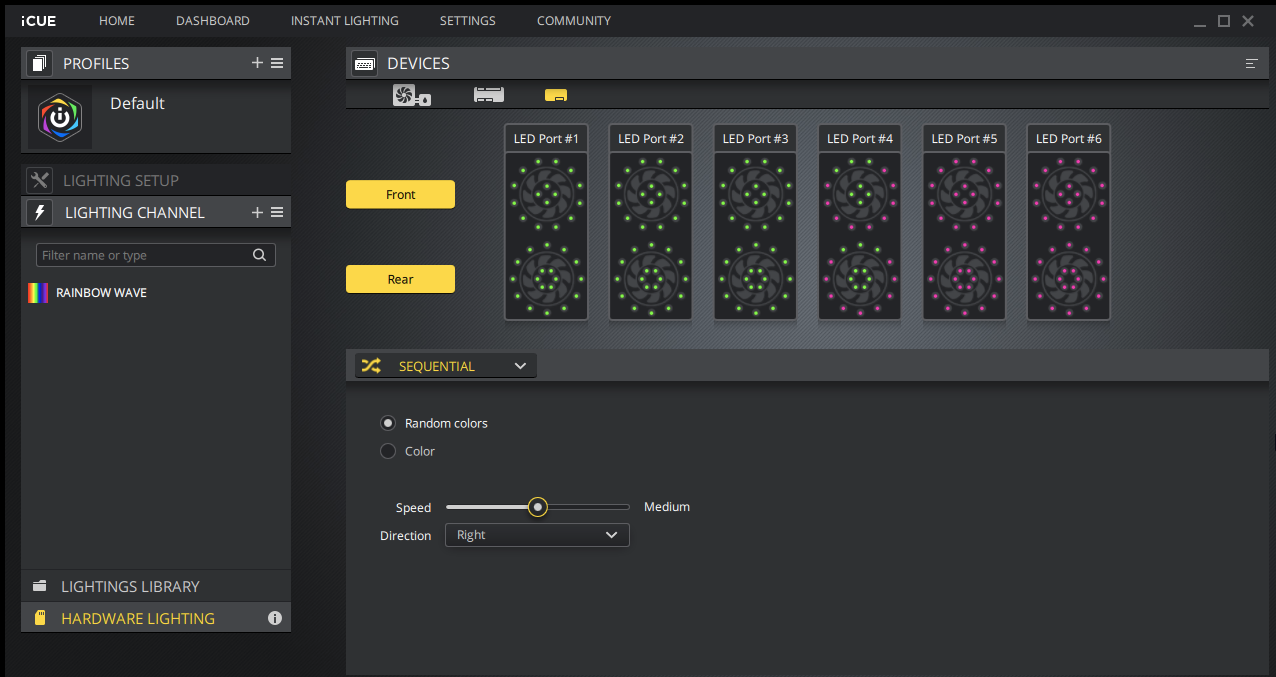 iCUE HOME DASHBOARD INSTANT LIGHTING SETTINGS COMMUNITY
PROFILES
Default
LIGHTING SETUP
LIGHTING CHANNEL
Filter name or type
RAINBOW WAVE
LIGHTINGS LIBRARY
HARDWARE LIGHTING
DEVICES
LED Port #1 LED Port #2 LED Port #3 LED Port #4 LED Port #5 LED Port #6
Front
Rear
SEQUENTIAL
Random colors
Color
Speed Medium
Direction Right